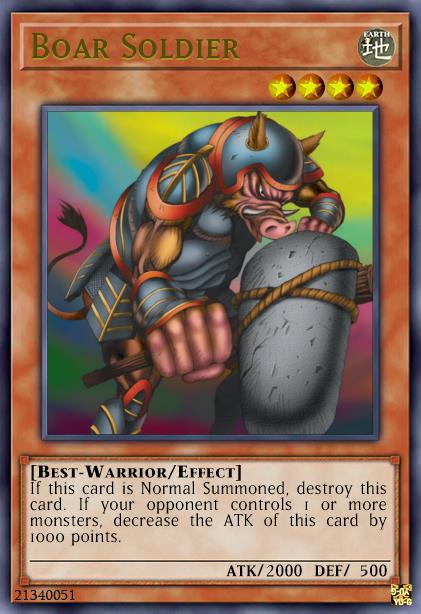 BOAR SOLDIER
EARTH
地
[BEST-WARRIOR/EFFECT]
If this card is Normal Summoned, destroy this
card. If your opponent controls 1 or more
monsters, decrease the ATK of this card by
1000 points.
ATK/2000 DEF/ 500
21340051